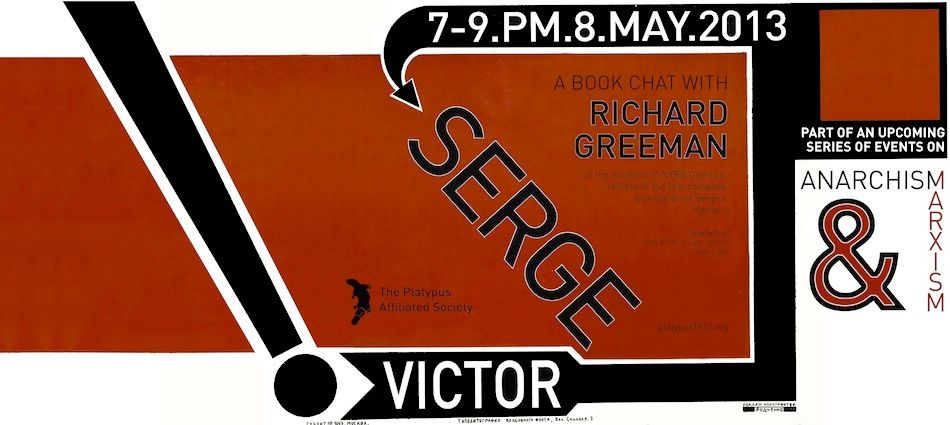 7-9.PM.8.MAY.2013
A BOOK CHAT WITH
RICHARD
GREEMAN
on the occasion of NYRB Classics'
release of the first complete
translation of Serge's
Memoirs
New School
platypus1917.org
The Platypus
Affiliated Society
VICTOR
SERGE
PART OF AN UPCOMING
SERIES OF EVENTS ON
ANARCHISM
&
MARXISM